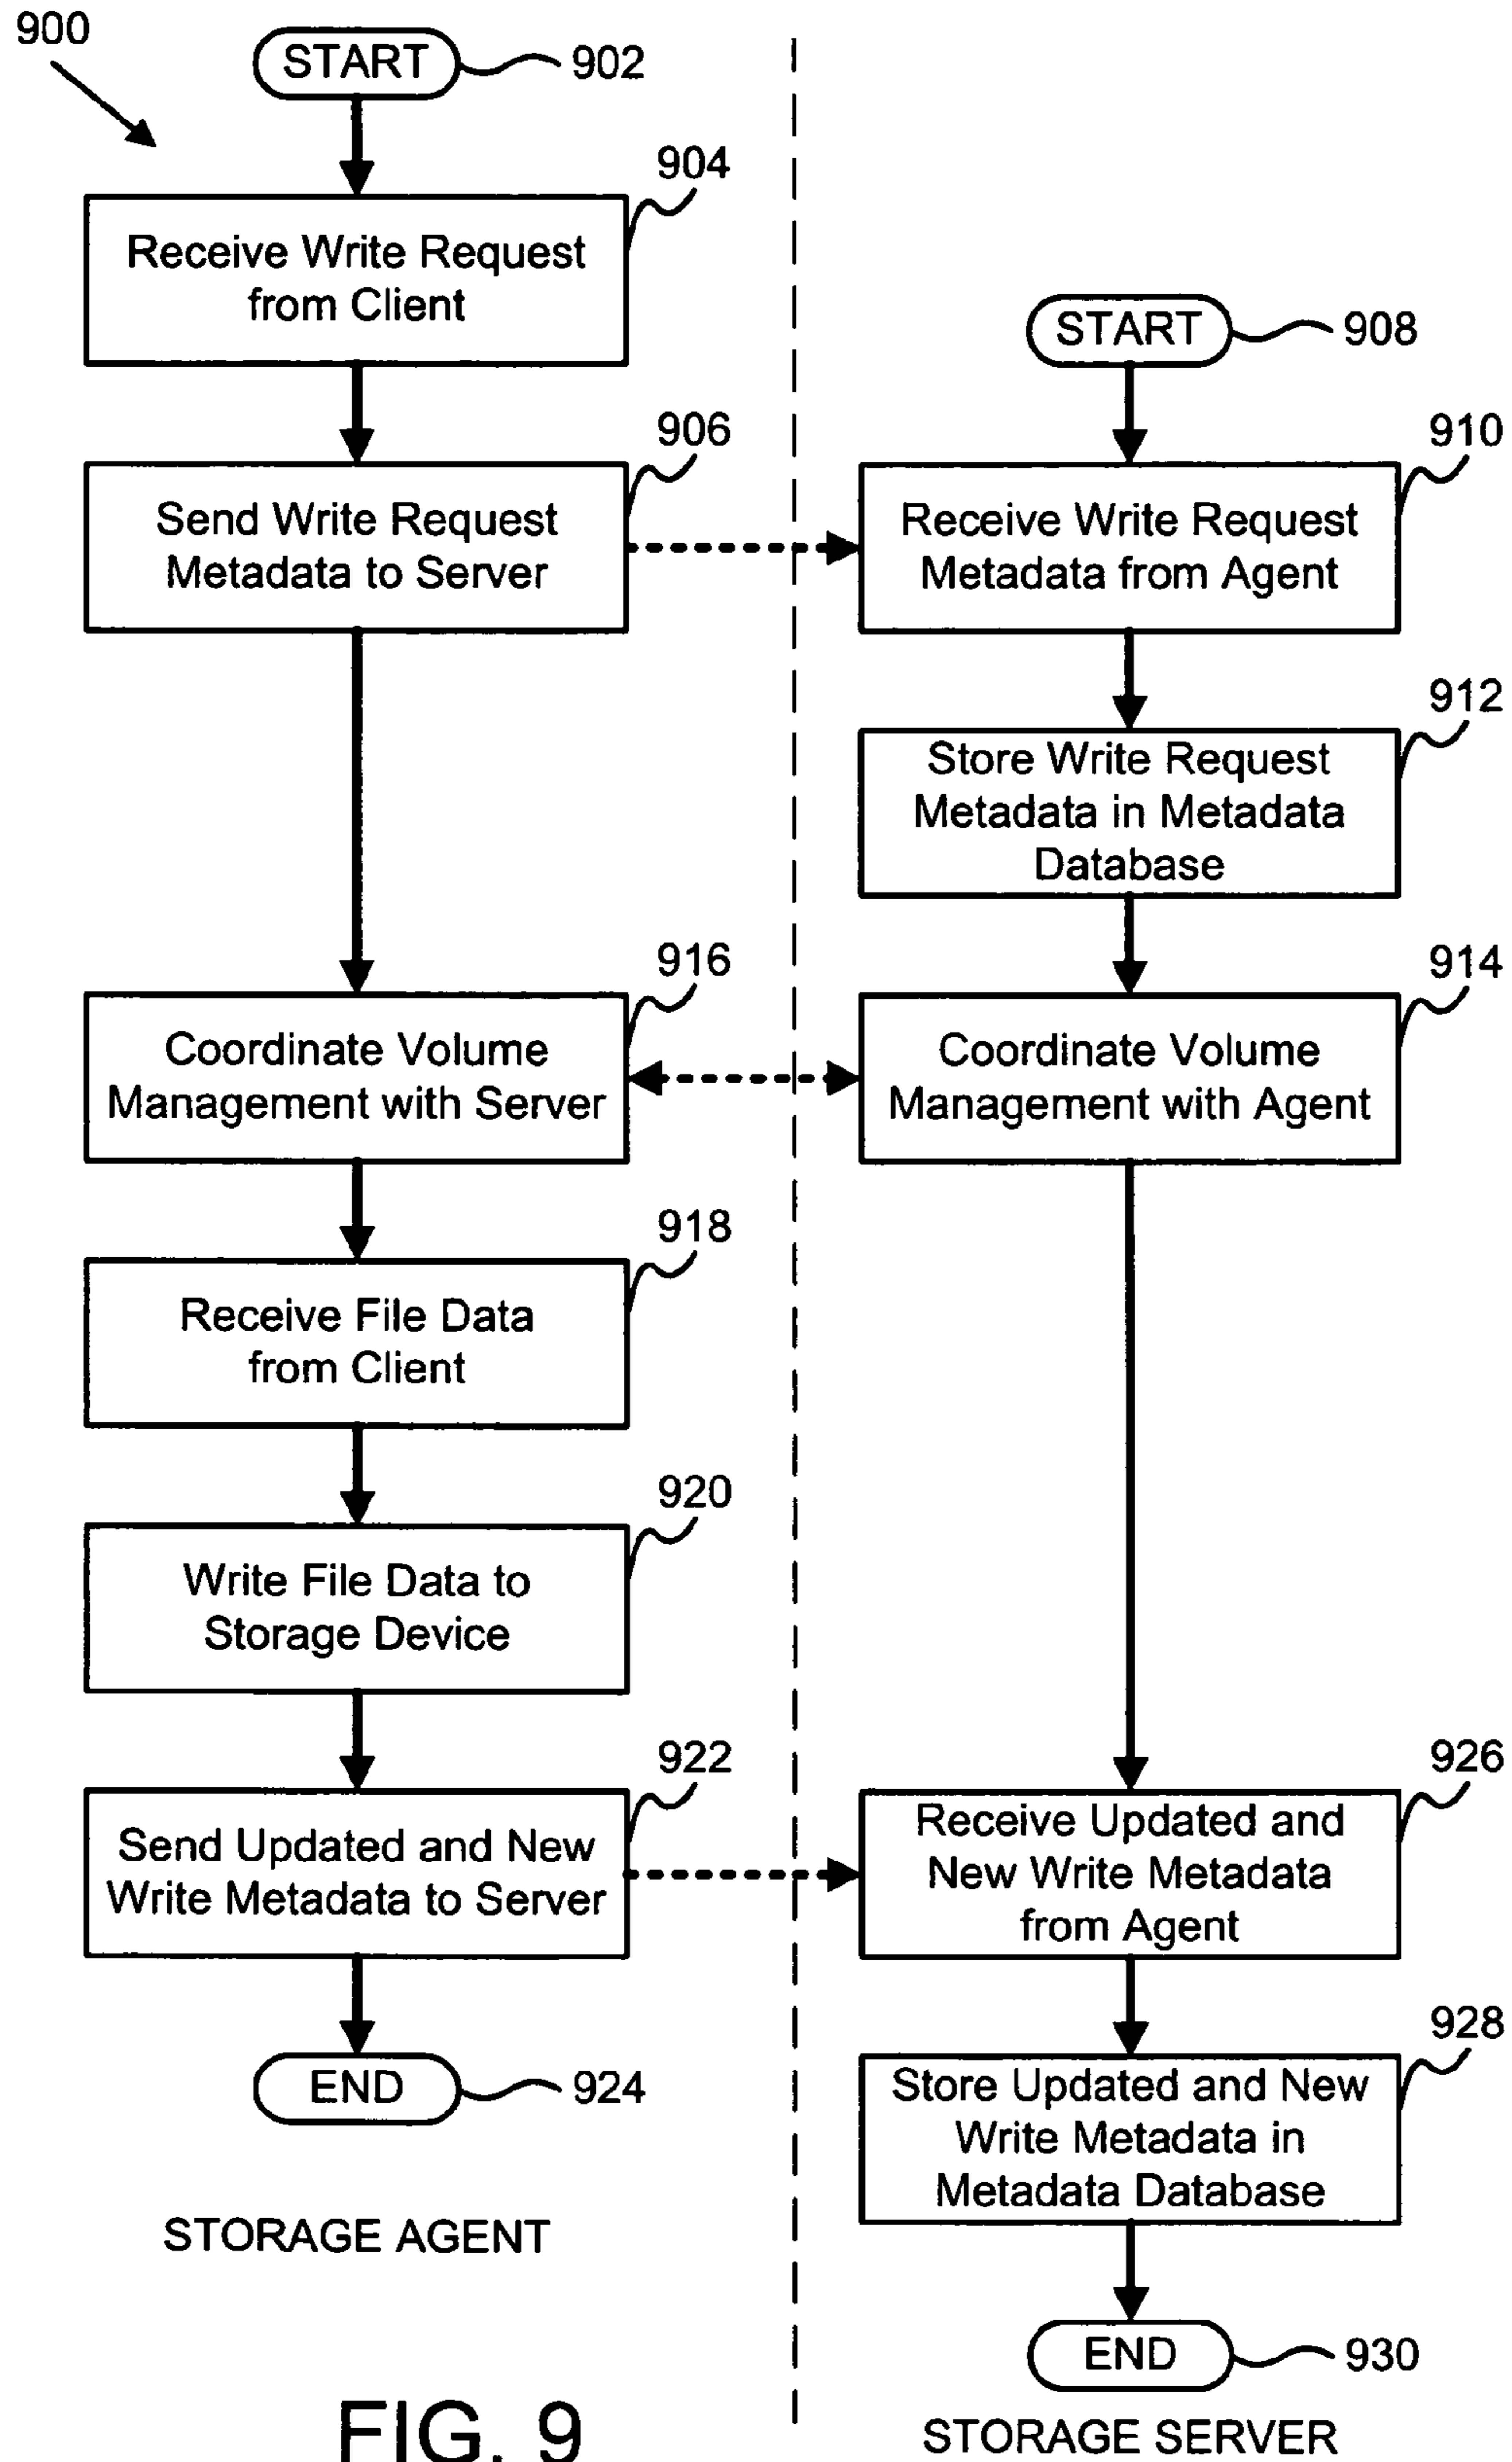 900
START
902
904
Receive Write Request
from Client
START
908
906
Send Write Request
Metadata to Server
910
Receive Write Request
Metadata from Agent
912
Store Write Request
Metadata in Metadata
Database
916
Coordinate Volume
Management with Server
914
Coordinate Volume
Management with Agent
918
Receive File Data
from Client
920
Write File Data to
Storage Device
922
Send Updated and New
Write Metadata to Server
926
Receive Updated and
New Write Metadata
from Agent
END
924
928
Store Updated and New
Write Metadata in
Metadata Database
STORAGE AGENT
END
930
FIG. 9
STORAGE SERVER